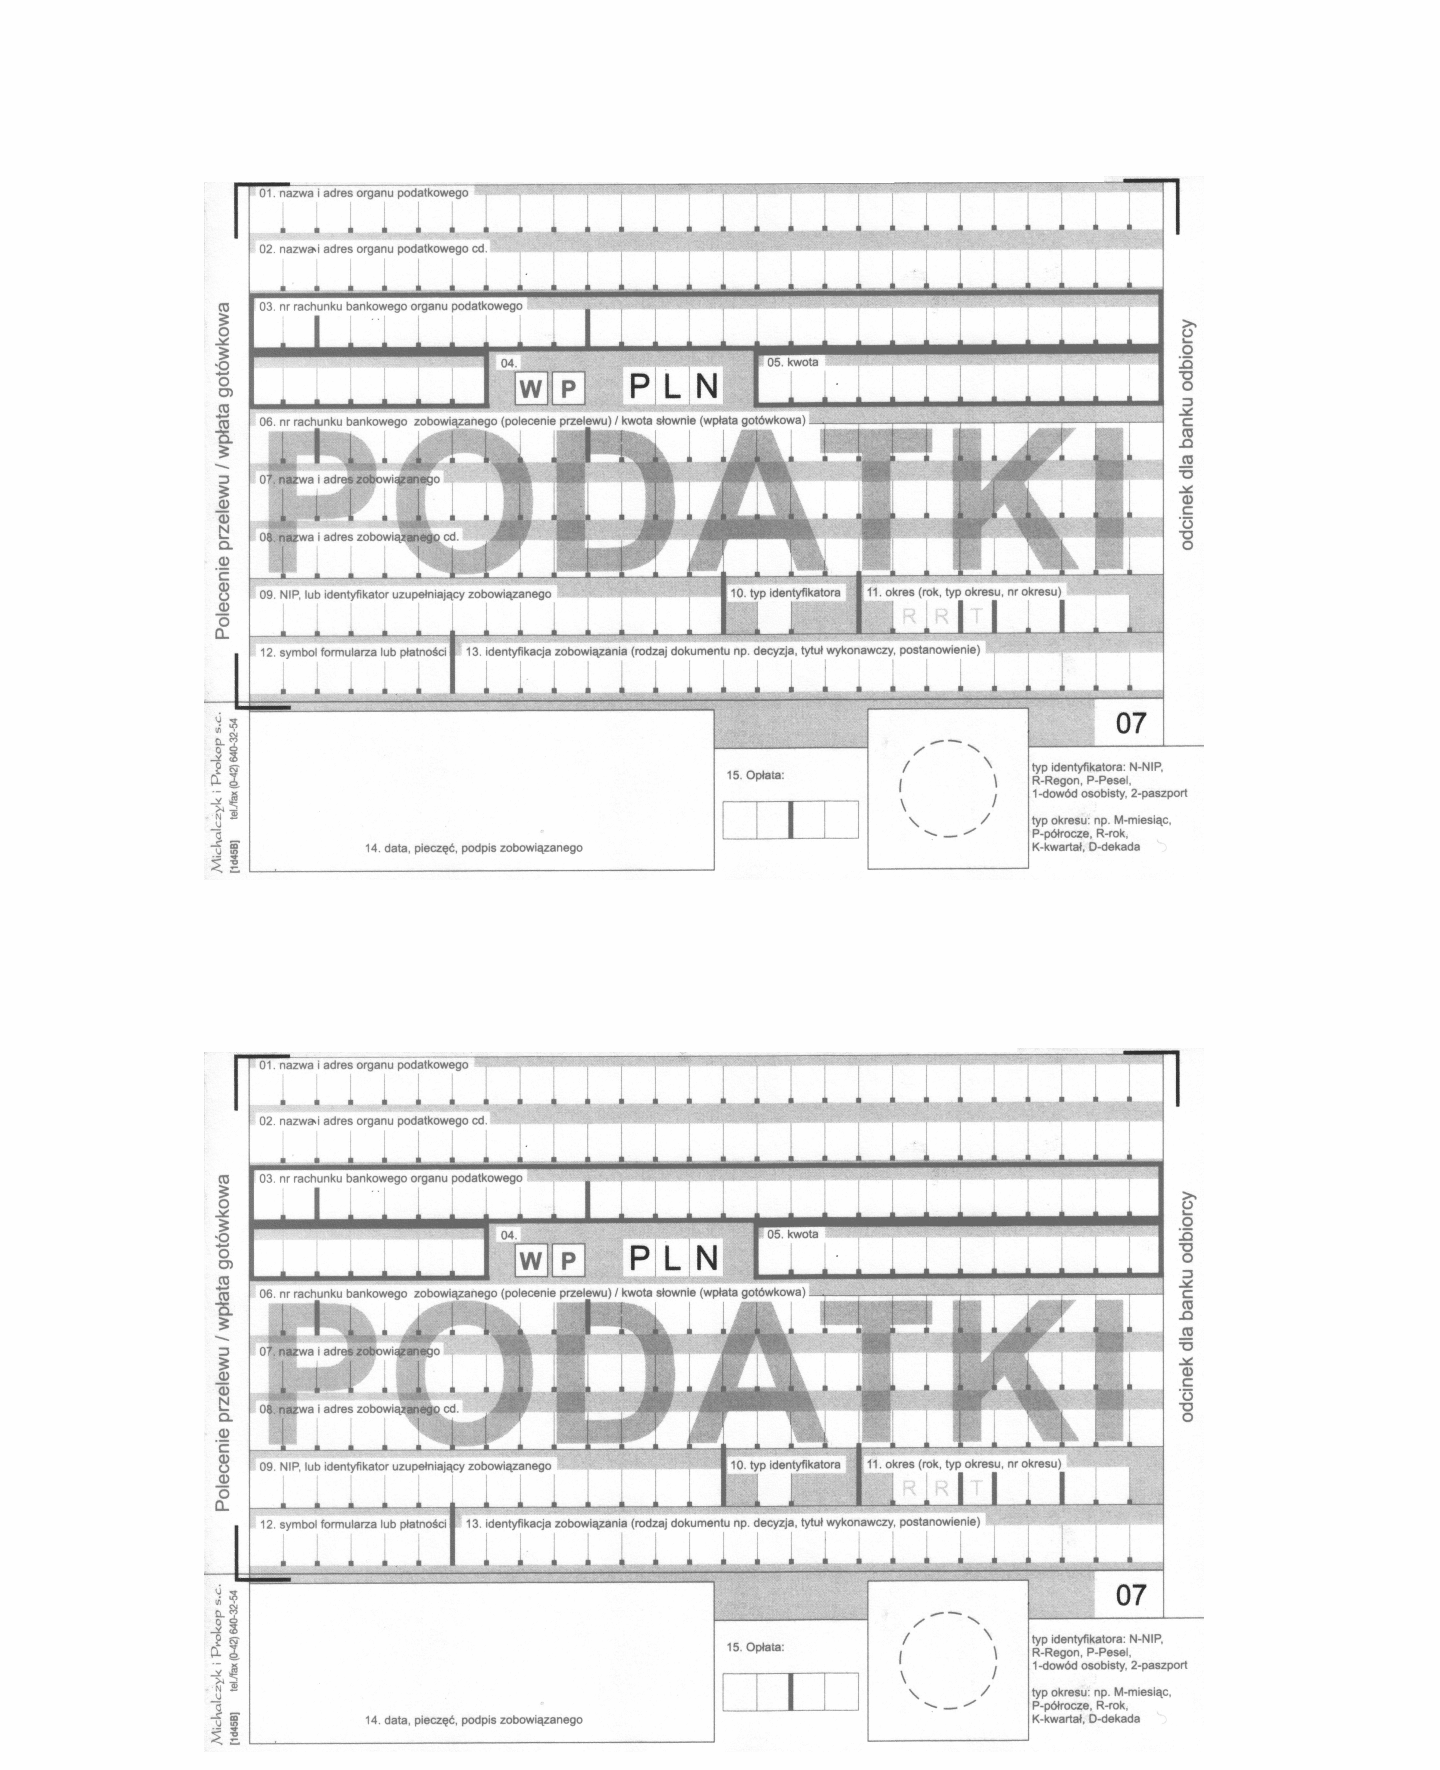 01. nazwa i adres organu podatkowego
02. nazwa i adres organu podatkowego cd.
03. nr rachunku bankowego organu podatkowego
04.
W P PLN
05. kwota
06. nr rachunku bankowego zobowiązanego (polecenie przelewu) / kwota słownie (wpłata gotówkowa)
PODATKI
07. nazwa i adres zobowiązanego
08. nazwa i adres zobowiązanego cd.
09. NIP, lub identyfikator uzupełniający zobowiązanego
10. typ identyfikatora
11. okres (rok, typ okresu, nr okresu)
R R T
12. symbol formularza lub płatności
13. identyfikacja zobowiązania (rodzaj dokumentu np. decyzja, tytuł wykonawczy, postanowienie)
Polecenie przelewu / wpłata gotówkowa
odcinek dla banku odbiorcy
07
Michalczyk i Prokop s.c.
tel./fax (0-42) 640-32-54
[1d45B]
14. data, pieczęć, podpis zobowiązanego
15. Opłata:
typ identyfikatora: N-NIP,
R-Regon, P-Pesel,
1-dowód osobisty, 2-paszport
typ okresu: np. M-miesiąc,
P-półrocze, R-rok,
K-kwartał, D-dekada
01. nazwa i adres organu podatkowego
02. nazwa i adres organu podatkowego cd.
03. nr rachunku bankowego organu podatkowego
04.
W P PLN
05. kwota
06. nr rachunku bankowego zobowiązanego (polecenie przelewu) / kwota słownie (wpłata gotówkowa)
PODATKI
07. nazwa i adres zobowiązanego
08. nazwa i adres zobowiązanego cd.
09. NIP, lub identyfikator uzupełniający zobowiązanego
10. typ identyfikatora
11. okres (rok, typ okresu, nr okresu)
R R T
12. symbol formularza lub płatności
13. identyfikacja zobowiązania (rodzaj dokumentu np. decyzja, tytuł wykonawczy, postanowienie)
Polecenie przelewu / wpłata gotówkowa
odcinek dla banku odbiorcy
07
Michalczyk i Prokop s.c.
tel./fax (0-42) 640-32-54
[1d45B]
14. data, pieczęć, podpis zobowiązanego
15. Opłata:
typ identyfikatora: N-NIP,
R-Regon, P-Pesel,
1-dowód osobisty, 2-paszport
typ okresu: np. M-miesiąc,
P-półrocze, R-rok,
K-kwartał, D-dekada